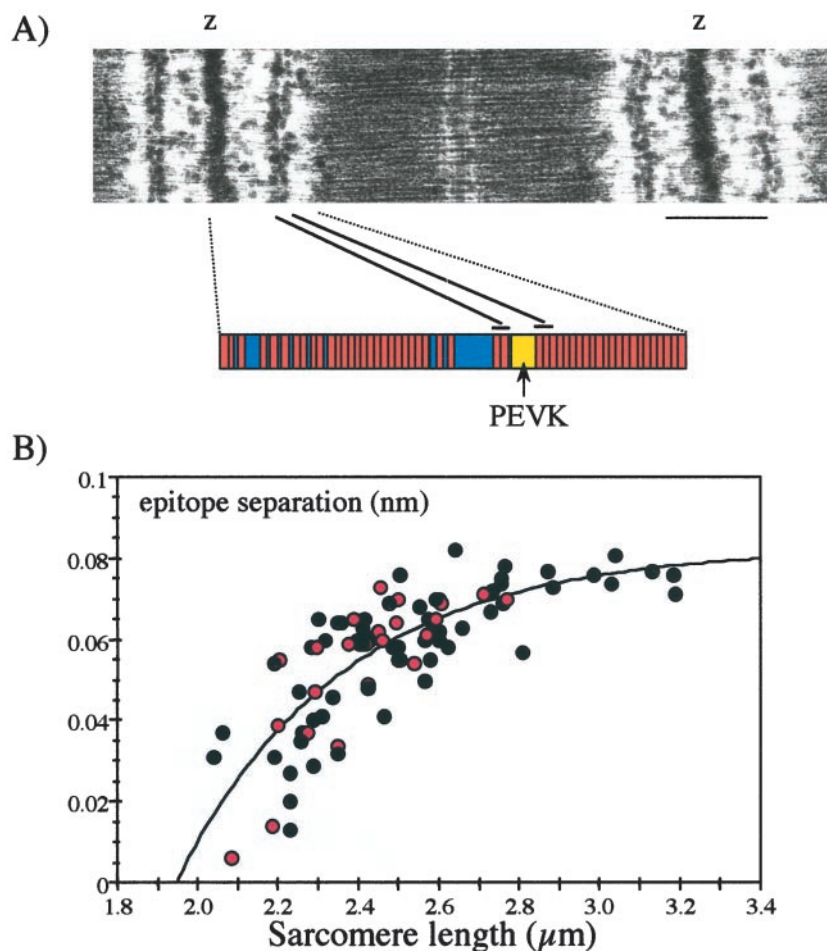 A)
Z Z
PEVK
B)
epitope separation (nm)
0.1
0.08
0.06
0.04
0.02
0
1.8 2.0 2.2 2.4 2.6 2.8 3.0 3.2 3.4
Sarcomere length (μm)